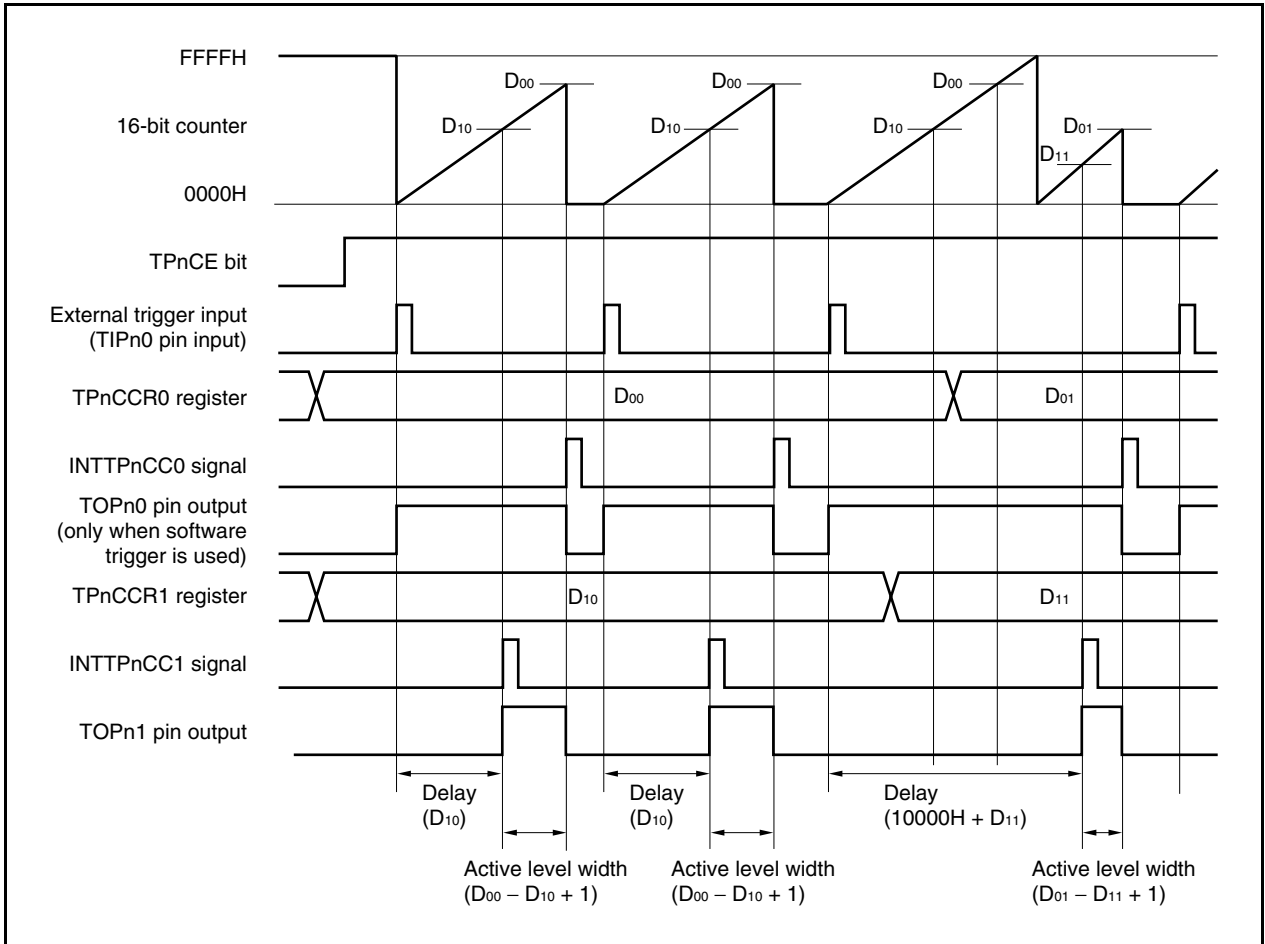 FFFFH
16-bit counter
0000H
D00
D10
D00
D10
D00
D10
D01
D11
TPnCE bit
External trigger input
(TIPn0 pin input)
TPnCCR0 register
D00
D01
INTTPnCC0 signal
TOPn0 pin output
(only when software
trigger is used)
TPnCCR1 register
D10
D11
INTTPnCC1 signal
TOPn1 pin output
Delay
(D10)
Delay
(D10)
Delay
(10000H + D11)
Active level width
(D00 − D10 + 1)
Active level width
(D00 − D10 + 1)
Active level width
(D01 − D11 + 1)